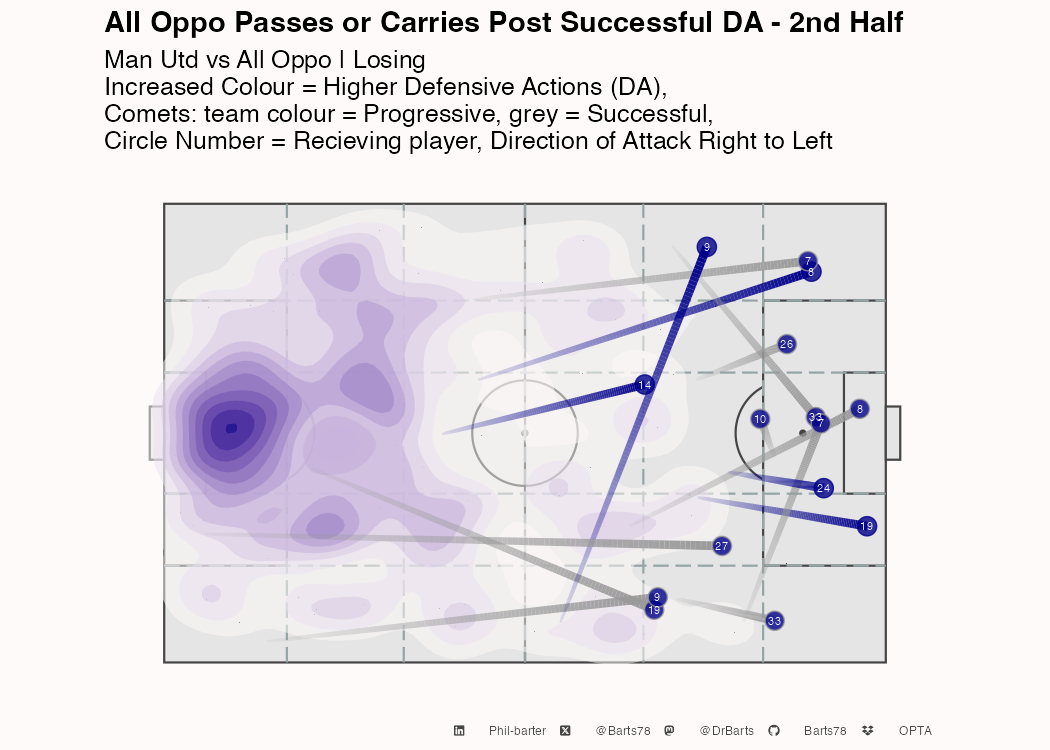 All Oppo Passes or Carries Post Successful DA - 2nd Half
Man Utd vs All Oppo | Losing
Increased Colour = Higher Defensive Actions (DA),
Comets: team colour = Progressive, grey = Successful,
Circle Number = Recieving player, Direction of Attack Right to Left
9
7
8
26
14
8
10
33
7
24
19
27
9
19
33
Phil-barter @Barts78 @DrBarts Barts78 OPTA